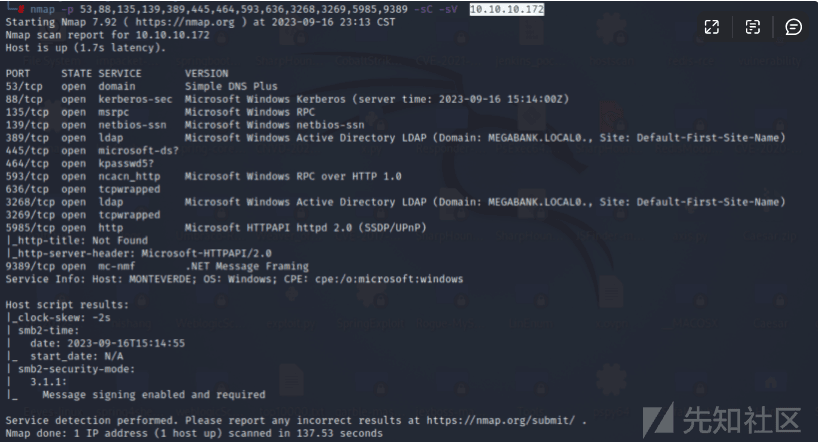 └─# nmap -p 53,88,135,139,389,445,464,593,636,3268,3269,5985,9389 -sC -sV 10.10.10.172
Starting Nmap 7.92 ( https://nmap.org ) at 2023-09-16 23:13 CST
Nmap scan report for 10.10.10.172
Host is up (1.7s latency).
PORT STATE SERVICE VERSION
53/tcp open domain Simple DNS Plus
88/tcp open kerberos-sec Microsoft Windows Kerberos (server time: 2023-09-16 15:14:00Z)
135/tcp open msrpc Microsoft Windows RPC
139/tcp open netbios-ssn Microsoft Windows netbios-ssn
389/tcp open ldap Microsoft Windows Active Directory LDAP (Domain: MEGABANK.LOCAL0., Site: Default-First-Site-Name)
445/tcp open microsoft-ds?
464/tcp open kpasswd5?
593/tcp open ncacn_http Microsoft Windows RPC over HTTP 1.0
636/tcp open tcpwrapped
3268/tcp open ldap Microsoft Windows Active Directory LDAP (Domain: MEGABANK.LOCAL0., Site: Default-First-Site-Name)
3269/tcp open tcpwrapped
5985/tcp open http Microsoft HTTPAPI httpd 2.0 (SSDP/UPnP)
|_http-title: Not Found
|_http-server-header: Microsoft-HTTPAPI/2.0
9389/tcp open mc-nmf .NET Message Framing
Service Info: Host: MONTEVERDE; OS: Windows; CPE: cpe:/o:microsoft:windows
Host script results:
|_clock-skew: -2s
| smb2-time:
|   date: 2023-09-16T15:14:55
|_  start_date: N/A
| smb2-security-mode:
|   3.1.1:
|_    Message signing enabled and required
Service detection performed. Please report any incorrect results at https://nmap.org/submit/ .
Nmap done: 1 IP address (1 host up) scanned in 137.53 seconds
先知社区